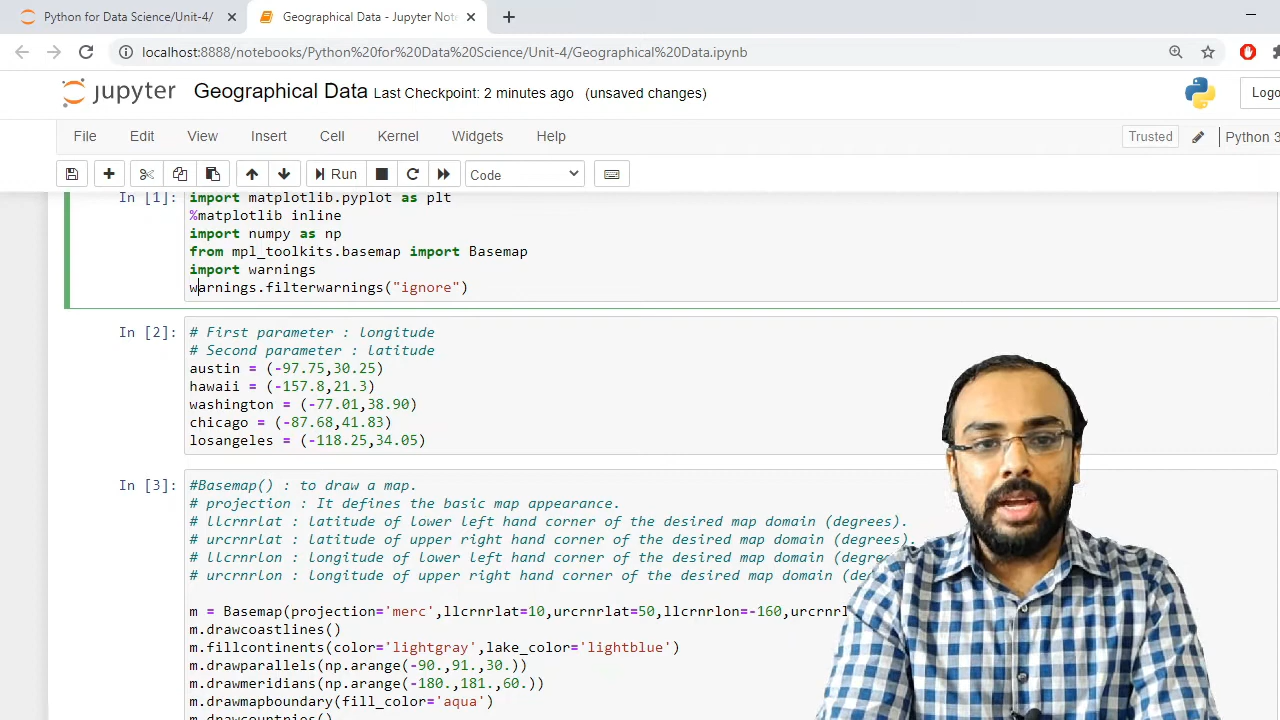 Python for Data Science/Unit-4/
Geographical Data - Jupyter Note
localhost:8888/notebooks/Python%20for%20Data%20Science/Unit-4/Geographical%20Data.ipynb
jupyter Geographical Data Last Checkpoint: 2 minutes ago (unsaved changes)
Logo
File Edit View Insert Cell Kernel Widgets Help Trusted Python 3
Run Code
In [1]: import matplotlib.pyplot as plt
%matplotlib inline
import numpy as np
from mpl_toolkits.basemap import Basemap
import warnings
warnings.filterwarnings("ignore")
In [2]: # First parameter : longitude
# Second parameter : latitude
austin = (-97.75,30.25)
hawaii = (-157.8,21.3)
washington = (-77.01,38.90)
chicago = (-87.68,41.83)
losangeles = (-118.25,34.05)
In [3]: #Basemap() : to draw a map.
# projection : It defines the basic map appearance.
# llcrnrlat : latitude of lower left hand corner of the desired map domain (degrees).
# urcrnrlat : latitude of upper right hand corner of the desired map domain (degrees).
# llcrnrlon : longitude of lower left hand corner of the desired map domain (degre
# urcrnrlon : longitude of upper right hand corner of the desired map domain (de
m = Basemap(projection='merc',llcrnrlat=10,urcrnrlat=50,llcrnrlon=-160,urcrnrl
m.drawcoastlines()
m.fillcontinents(color='lightgray',lake_color='lightblue')
m.drawparallels(np.arange(-90.,91.,30.))
m.drawmeridians(np.arange(-180.,181.,60.))
m.drawmapboundary(fill_color='aqua')
m.drawcountries()